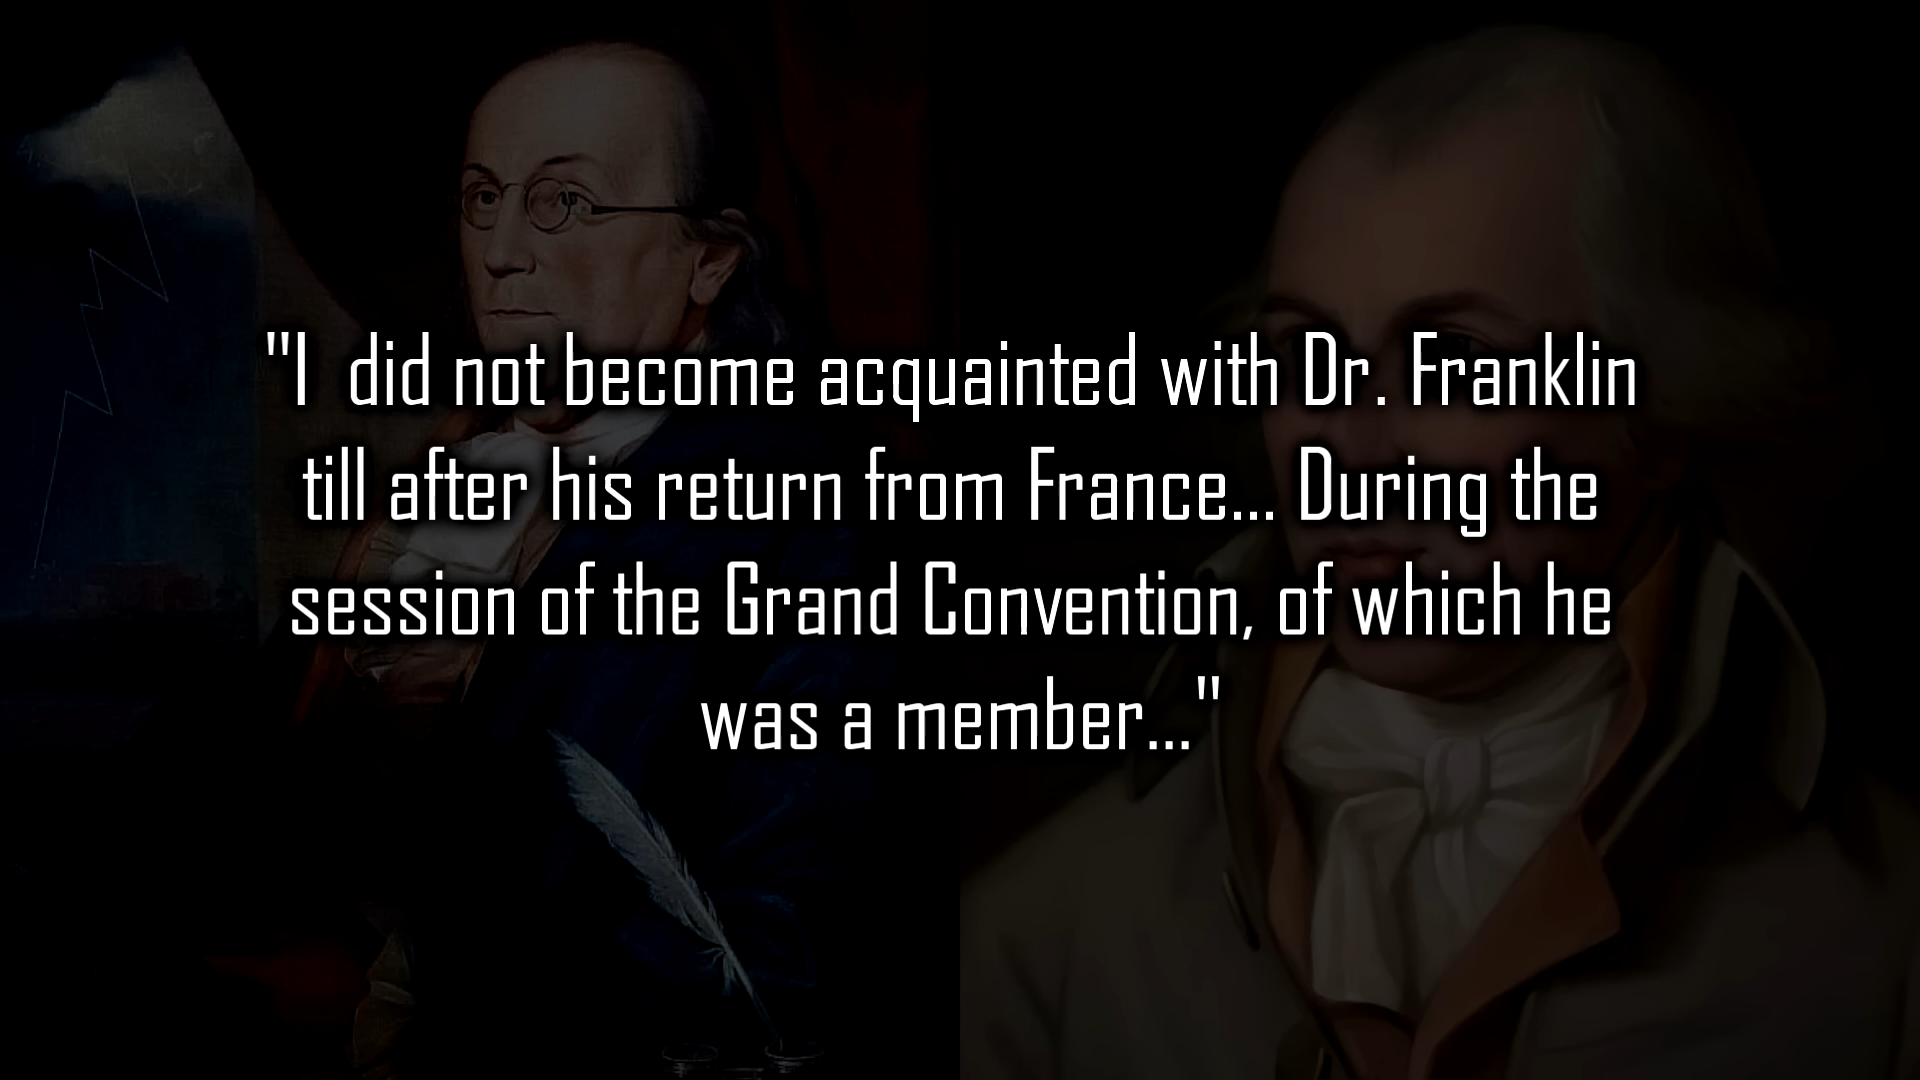 "I  did not become acquainted with Dr. Franklin
till after his return from France... During the
session of the Grand Convention, of which he
was a member..."